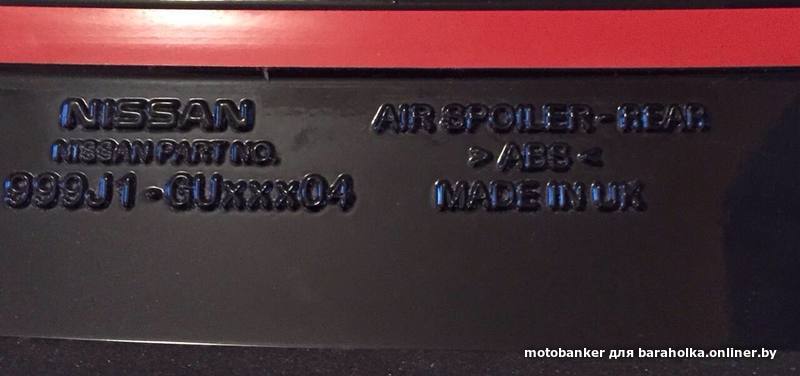 NISSAN
NISSAN PART NO.
999J1-GUxxx04
AIR SPOILER-REAR
>ABS<
MADE IN UK
motobanker для baraholka.onliner.by